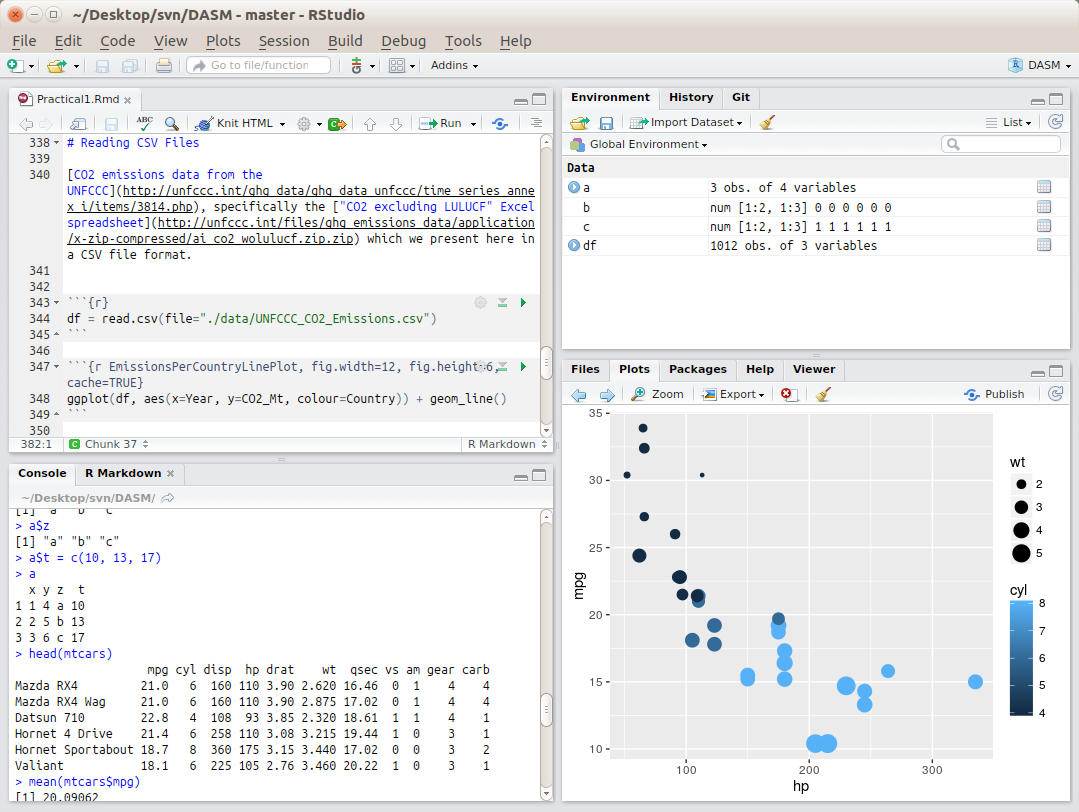 ~/Desktop/svn/DASM - master - RStudio
File Edit Code View Plots Session Build Debug Tools Help
Go to file/function Addins DASM
Practical1.Rmd
ABC Knit HTML C Run
338 # Reading CSV Files
339
340 [CO2 emissions data from the
UNFCCC](http://unfccc.int/ghg_data/ghg_data_unfccc/time_series_anne
x_i/items/3814.php), specifically the ["CO2 excluding LULUCF" Excel
spreadsheet](http://unfccc.int/files/ghg_emissions_data/application
/x-zip-compressed/ai_co2_wolulucf.zip.zip) which we present here in
a CSV file format.
341
342
343 ```{r}
344 df = read.csv(file="./data/UNFCCC_CO2_Emissions.csv")
345 ```
346
347 ```{r EmissionsPerCountryLinePlot, fig.width=12, fig.height=6,
cache=TRUE}
348 ggplot(df, aes(x=Year, y=CO2_Mt, colour=Country)) + geom_line()
349 ```
350
382:1 C Chunk 37 R Markdown
Console R Markdown
~/Desktop/svn/DASM/
[1] "a" "b" "c"
> a$z
[1] "a" "b" "c"
> a$t = c(10, 13, 17)
> a
x y z t
1 1 4 a 10
2 2 5 b 13
3 3 6 c 17
> head(mtcars)
mpg cyl disp hp drat wt qsec vs am gear carb
Mazda RX4 21.0 6 160 110 3.90 2.620 16.46 0 1 4 4
Mazda RX4 Wag 21.0 6 160 110 3.90 2.875 17.02 0 1 4 4
Datsun 710 22.8 4 108 93 3.85 2.320 18.61 1 1 4 1
Hornet 4 Drive 21.4 6 258 110 3.08 3.215 19.44 1 0 3 1
Hornet Sportabout 18.7 8 360 175 3.15 3.440 17.02 0 0 3 2
Valiant 18.1 6 225 105 2.76 3.460 20.22 1 0 3 1
> mean(mtcars$mpg)
[1] 20.09062
Environment History Git
Import Dataset List
Global Environment
Data
a 3 obs. of 4 variables
b num [1:2, 1:3] 0 0 0 0 0 0
c num [1:2, 1:3] 1 1 1 1 1 1
df 1012 obs. of 3 variables
Files Plots Packages Help Viewer
Zoom Export Publish
35
30
25
20
15
10
mpg
100 200 300
hp
wt
2
3
4
5
cyl
8
7
6
5
4